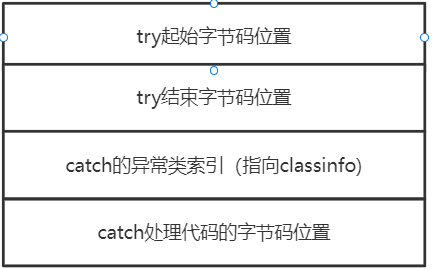 try起始字节码位置
try结束字节码位置
catch的异常类索引（指向classinfo)
catch处理代码的字节码位置